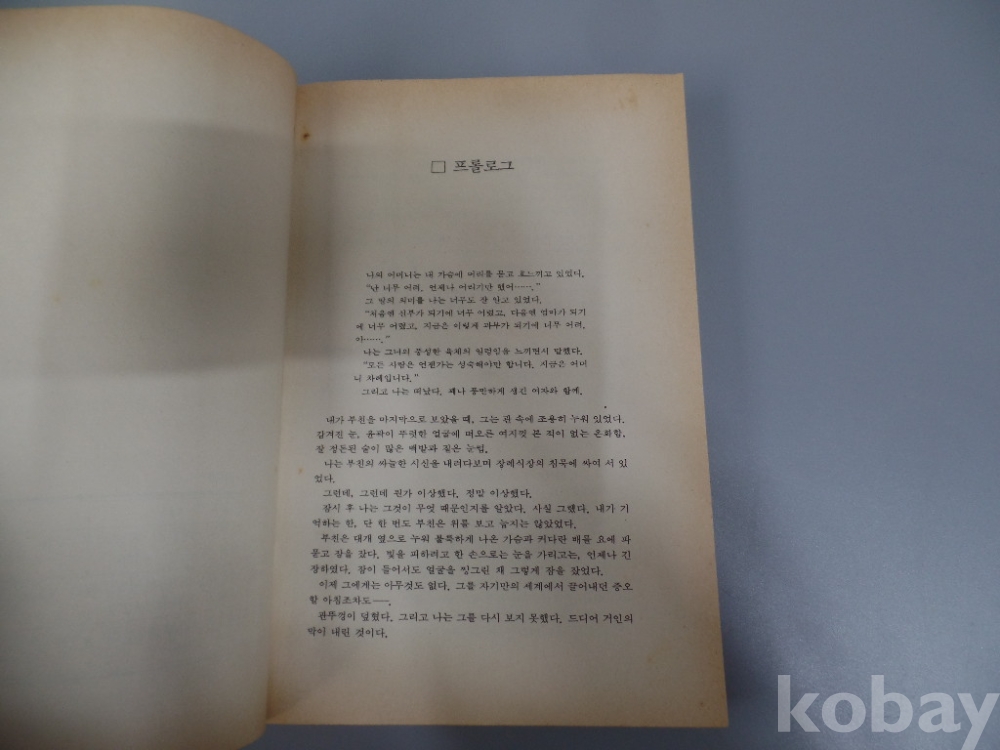 □ 프롤로그
나의 어머니는 내 가슴에 머리를 묻고 흐느끼고 있었다.
“난 너무 어려. 언제나 어리기만 했어…….”
그 말의 의미를 나는 너무도 잘 알고 있었다.
“처음엔 신부가 되기에 너무 어렸고, 다음엔 엄마가 되기
에 너무 어렸고, 지금은 이렇게 과부가 되기에 너무 어려.
아…….”
나는 그녀의 풍성한 육체의 일렁임을 느끼면서 말했다.
“모든 사람은 언젠가는 성숙해야만 합니다. 지금은 어머
니 차례입니다.”
그리고 나는 떠났다. 꽤나 풍만하게 생긴 여자와 함께.
내가 부친을 마지막으로 보았을 때, 그는 관 속에 조용히 누워 있었다.
감겨진 눈, 윤곽이 뚜렷한 얼굴에 떠오른 여지껏 본 적이 없는 온화함,
잘 정돈된 숱이 많은 백발과 짙은 눈썹.
나는 부친의 싸늘한 시신을 내려다보며 장례식장의 침묵에 싸여 서 있
었다.
그런데, 그런데 뭔가 이상했다. 정말 이상했다.
잠시 후 나는 그것이 무엇 때문인지를 알았다. 사실 그랬다. 내가 기
억하는 한, 단 한 번도 부친은 위를 보고 눕지는 않았었다.
부친은 대개 옆으로 누워 불룩하게 나온 가슴과 커다란 배를 요에 파
묻고 잠을 잤다. 빛을 피하려고 한 손으로는 눈을 가리고는, 언제나 긴
장하였다. 잠이 들어서도 얼굴을 찡그린 채 그렇게 잠을 잤었다.
이제 그에게는 아무것도 없다. 그를 자기만의 세계에서 끌어내던 증오
할 아침조차도──.
관뚜껑이 덮혔다. 그리고 나는 그를 다시 보지 못했다. 드디어 거인의
막이 내린 것이다.
kobay